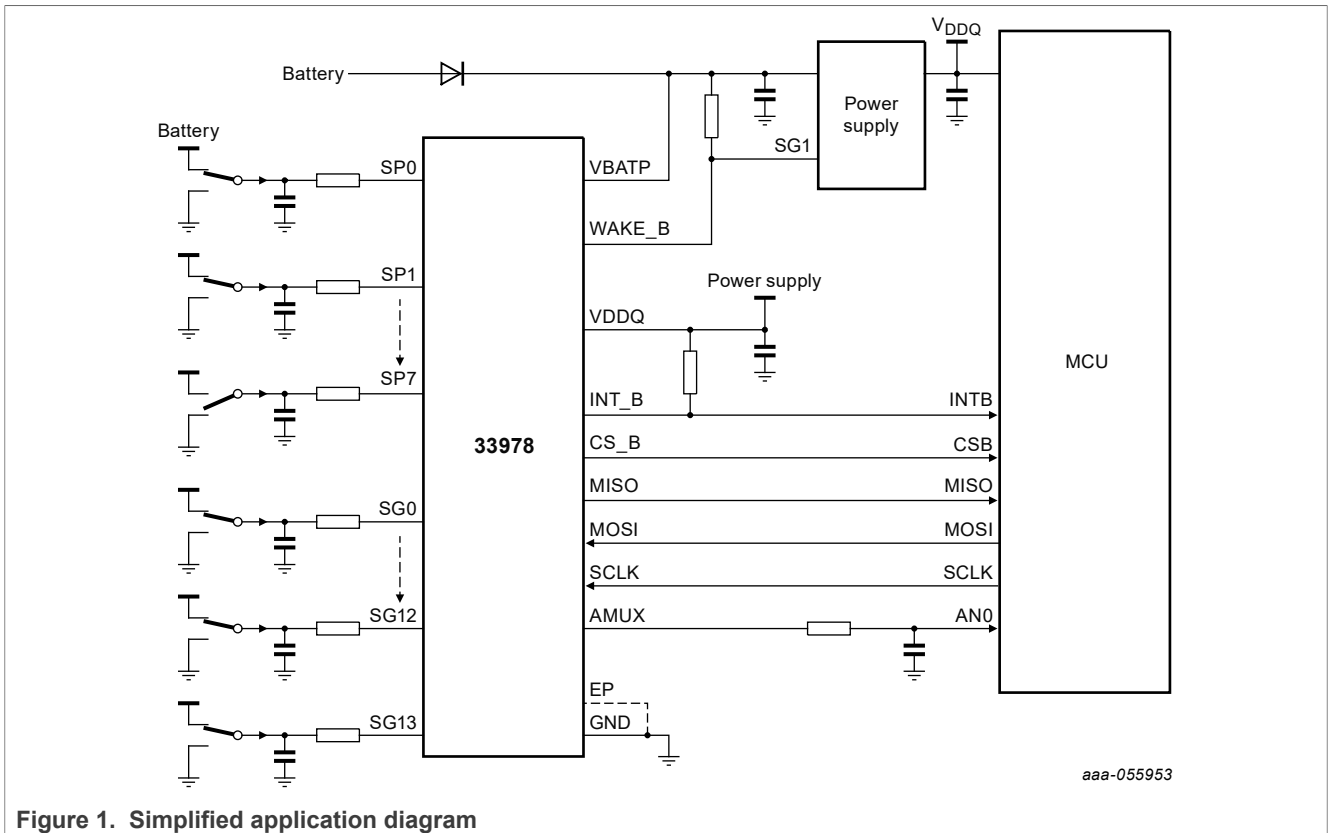 Battery
Battery
SP0
SP1
SP7
SG0
SG12
SG13
33978
VBATP
WAKE_B
VDDQ
INT_B
CS_B
MISO
MOSI
SCLK
AMUX
EP
GND
SG1
Power
supply
Power supply
VDDQ
MCU
INTB
CSB
MISO
MOSI
SCLK
AN0
aaa-055953
Figure 1. Simplified application diagram